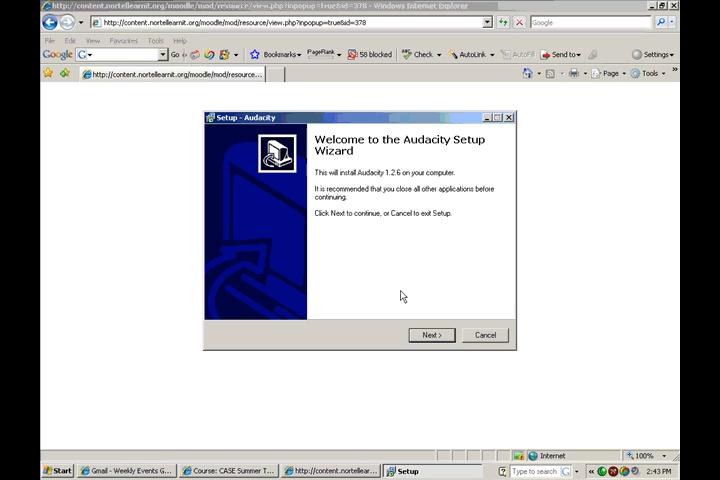 http://content.nortellearnit.org/moodle/mod/resource/view.php?inpopup=true&id=378 - Windows Internet Explorer
http://content.nortellearnit.org/moodle/mod/resource/view.php?inpopup=true&id=378
Google
File Edit View Favorites Tools Help
Go Bookmarks PageRank 58 blocked Check AutoLink AutoFill Send to Settings
http://content.nortellearnit.org/moodle/mod/resource...
Page Tools
Setup - Audacity
Welcome to the Audacity Setup
Wizard
This will install Audacity 1.2.6 on your computer.
It is recommended that you close all other applications before
continuing.
Click Next to continue, or Cancel to exit Setup.
Next >
Cancel
Internet
100%
Start
Gmail - Weekly Events G...
Course: CASE Summer T...
http://content.nortellearn...
Setup
Type to search
2:43 PM